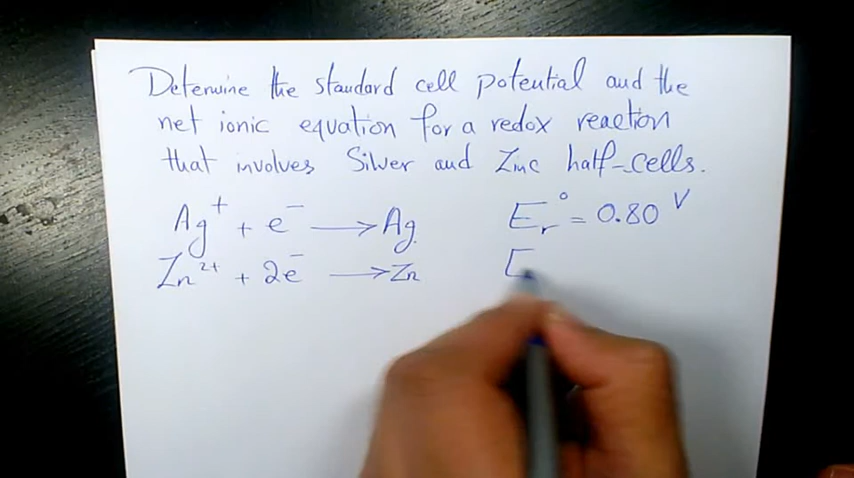 Determine the standard cell potential and the
net ionic equation for a redox reaction
that involves Silver and Zinc half-cells.
Ag⁺ + e⁻ → Ag Er° = 0.80 V
Zn²⁺ + 2e⁻ → Zn E